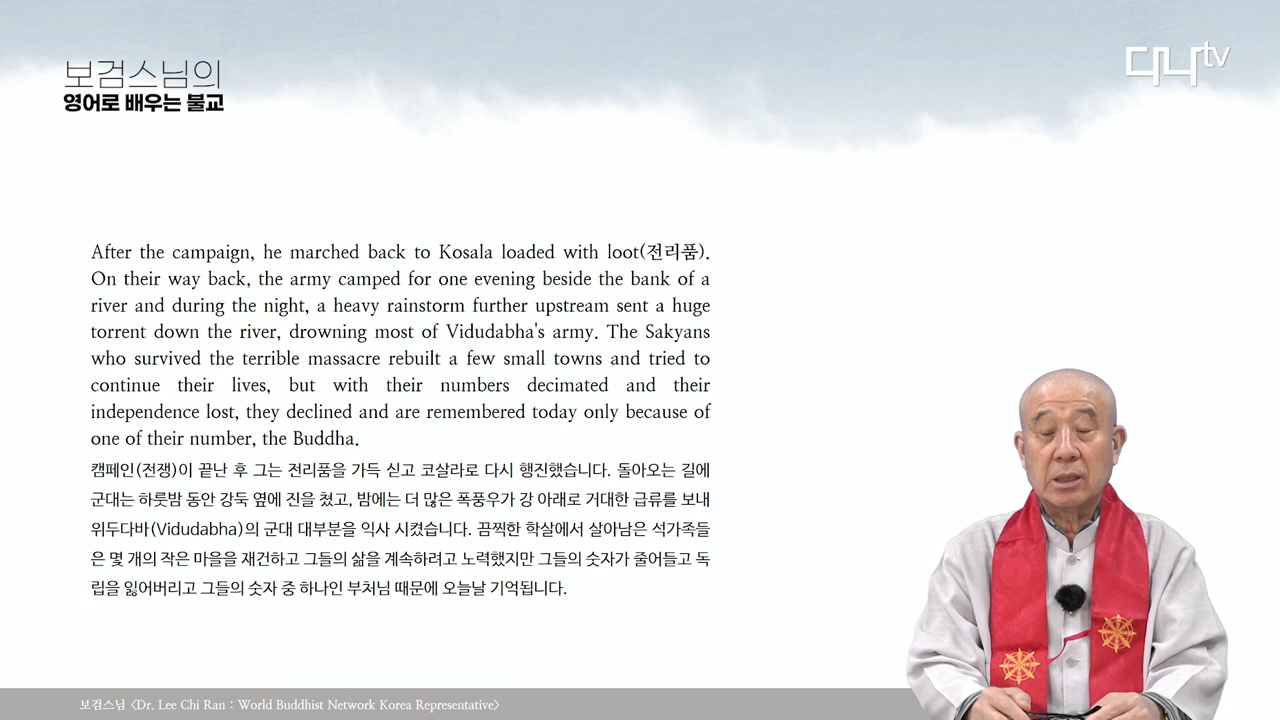 보검스님의
영어로 배우는 불교
다나tv
After the campaign, he marched back to Kosala loaded with loot(전리품).
On their way back, the army camped for one evening beside the bank of a
river and during the night, a heavy rainstorm further upstream sent a huge
torrent down the river, drowning most of Vidudabha's army. The Sakyans
who survived the terrible massacre rebuilt a few small towns and tried to
continue their lives, but with their numbers decimated and their
independence lost, they declined and are remembered today only because of
one of their number, the Buddha.
캠페인(전쟁)이 끝난 후 그는 전리품을 가득 싣고 코살라로 다시 행진했습니다. 돌아오는 길에
군대는 하룻밤 동안 강둑 옆에 진을 쳤고, 밤에는 더 많은 폭풍우가 강 아래로 거대한 급류를 보내
위두다바(Vidudabha)의 군대 대부분을 익사 시켰습니다. 끔찍한 학살에서 살아남은 석가족들
은 몇 개의 작은 마을을 재건하고 그들의 삶을 계속하려고 노력했지만 그들의 숫자가 줄어들고 독
립을 잃어버리고 그들의 숫자 중 하나인 부처님 때문에 오늘날 기억됩니다.
보검스님 <Dr. Lee Chi Ran : World Buddhist Network Korea Representative>